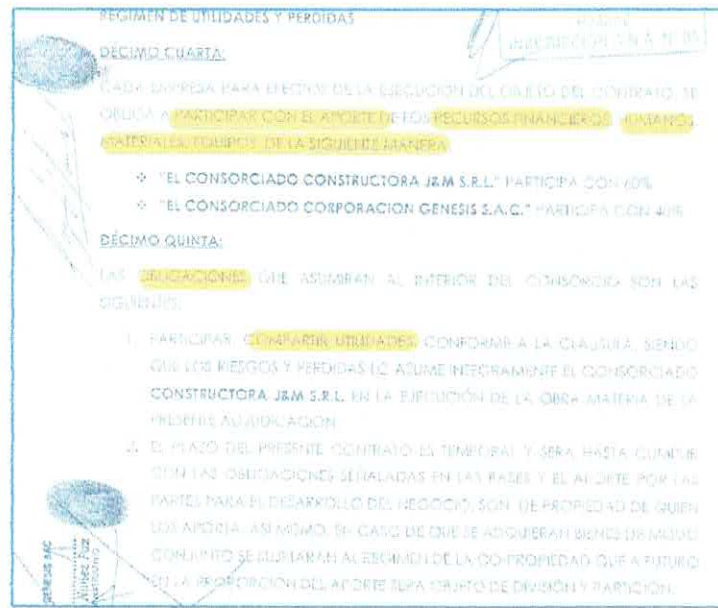 REGIMEN DE UTILIDADES Y PERDIDAS
DÉCIMO CUARTA:
CADA EMPRESA PARA EFECTOS DE LA EJECUCIÓN DEL OBJETO DEL CONTRATO, SE
OBLIGA A PARTICIPAR CON EL APORTE DE LOS RECURSOS FINANCIEROS, HUMANOS,
MATERIALES, EQUIPOS, DE LA SIGUIENTE MANERA
❖ "EL CONSORCIADO CONSTRUCTORA J&M S.R.L." PARTICIPA CON 60%
❖ "EL CONSORCIADO CORPORACION GENESIS S.A.C." PARTICIPA CON 40%
DÉCIMO QUINTA:
LAS OBLIGACIONES QUE ASUMIRAN AL INTERIOR DEL CONSORCIO SON LAS
SIGUIENTES:
1. PARTICIPAR, COMPARTIR UTILIDADES, CONFORME A LA CLAUSULA, SIENDO
QUE LOS RIESGOS Y PERDIDAS LO ASUME INTEGRAMENTE EL CONSORCIADO
CONSTRUCTORA J&M S.R.L. EN LA EJECUCIÓN DE LA OBRA MATERIA DE LA
PRESENTE ADJUDICACION.
2. EL PLAZO DEL PRESENTE CONTRATO ES TEMPORAL Y SERA HASTA CUMPLIR
CON LAS OBLIGACIONES SEÑALADAS EN LAS BASES Y EL APORTE POR LAS
PARTES PARA EL DESARROLLO DEL NEGOCIO, SON DE PROPIEDAD DE QUIEN
LOS APORTA, ASI MISMO, EN CASO DE QUE SE ADQUIERAN BIENES DE MODO
CONJUNTO SE SUJETARAN AL REGIMEN DE LA CO-PROPIEDAD QUE A FUTURO
EN LA PROPORCIÓN DEL APORTE SERA OBJETO DE DIVISIÓN Y PARTICIÓN.
GENESIS SAC